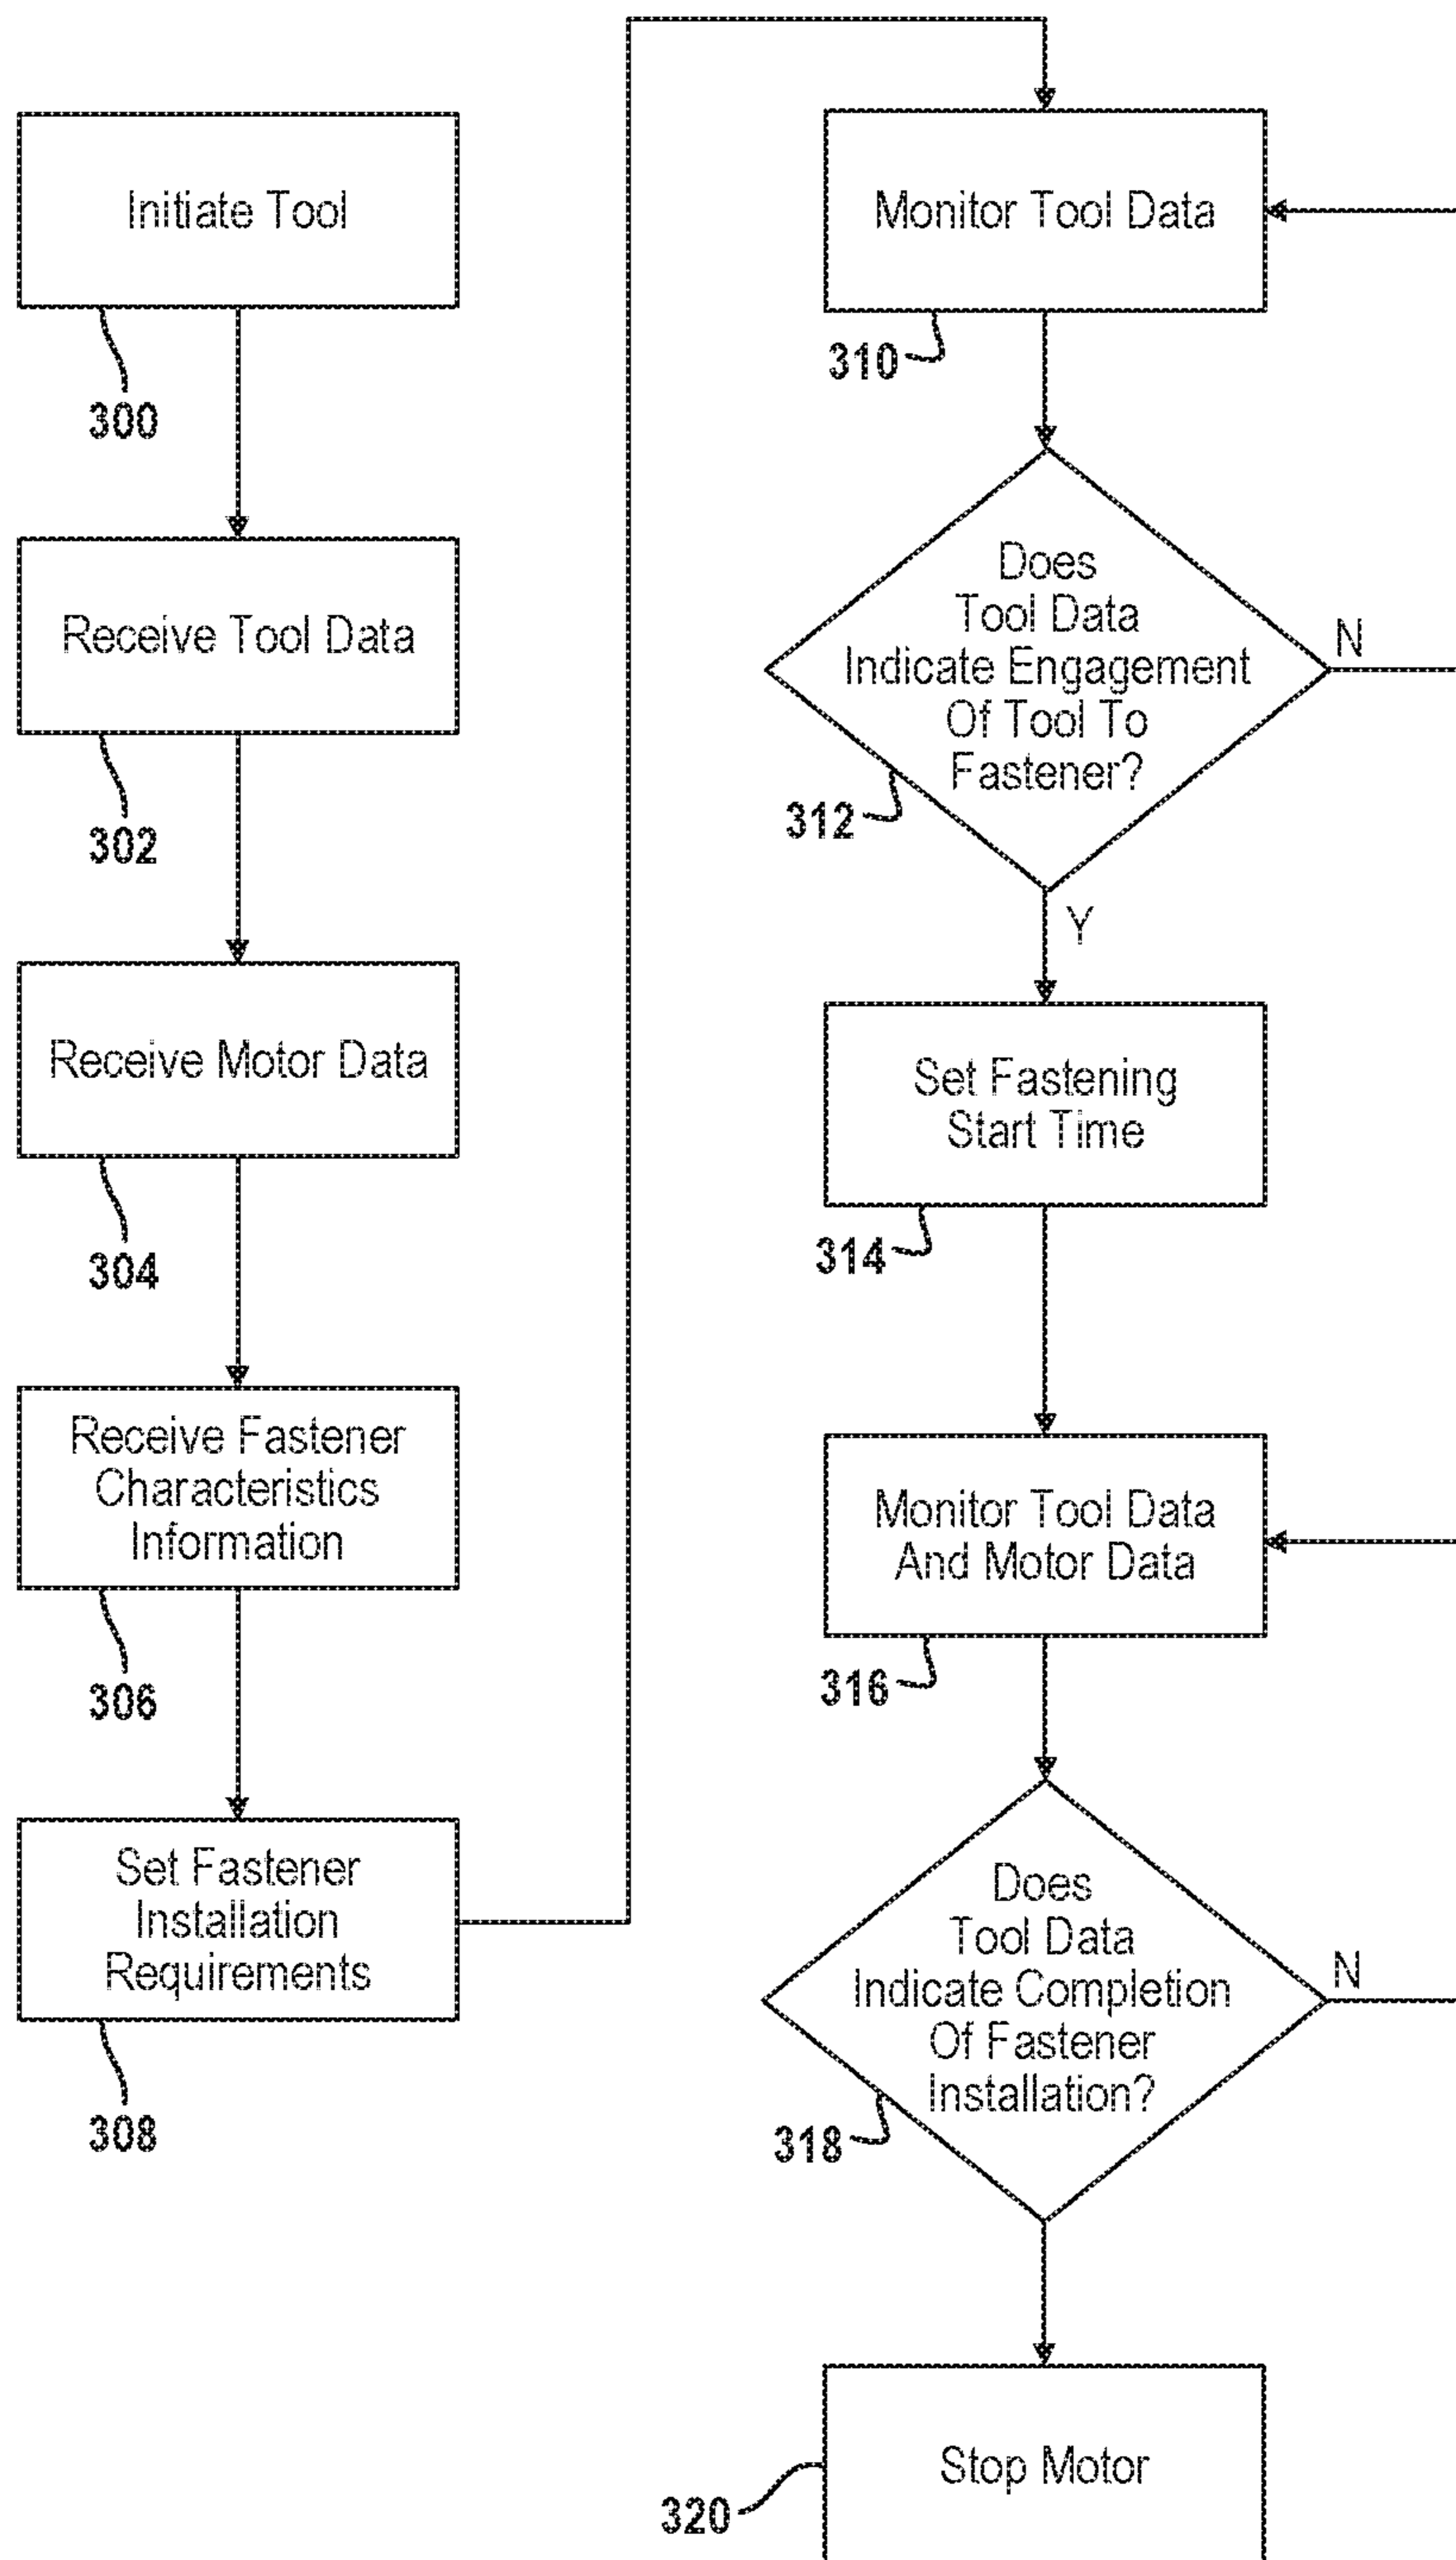 Initiate Tool
300
Receive Tool Data
302
Receive Motor Data
304
Receive Fastener
Characteristics
Information
306
Set Fastener
Installation
Requirements
308
Monitor Tool Data
310
Does
Tool Data
Indicate Engagement
Of Tool To
Fastener?
N
312
Y
Set Fastening
Start Time
314
Monitor Tool Data
And Motor Data
316
Does
Tool Data
Indicate Completion
Of Fastener
Installation?
N
318
Stop Motor
320